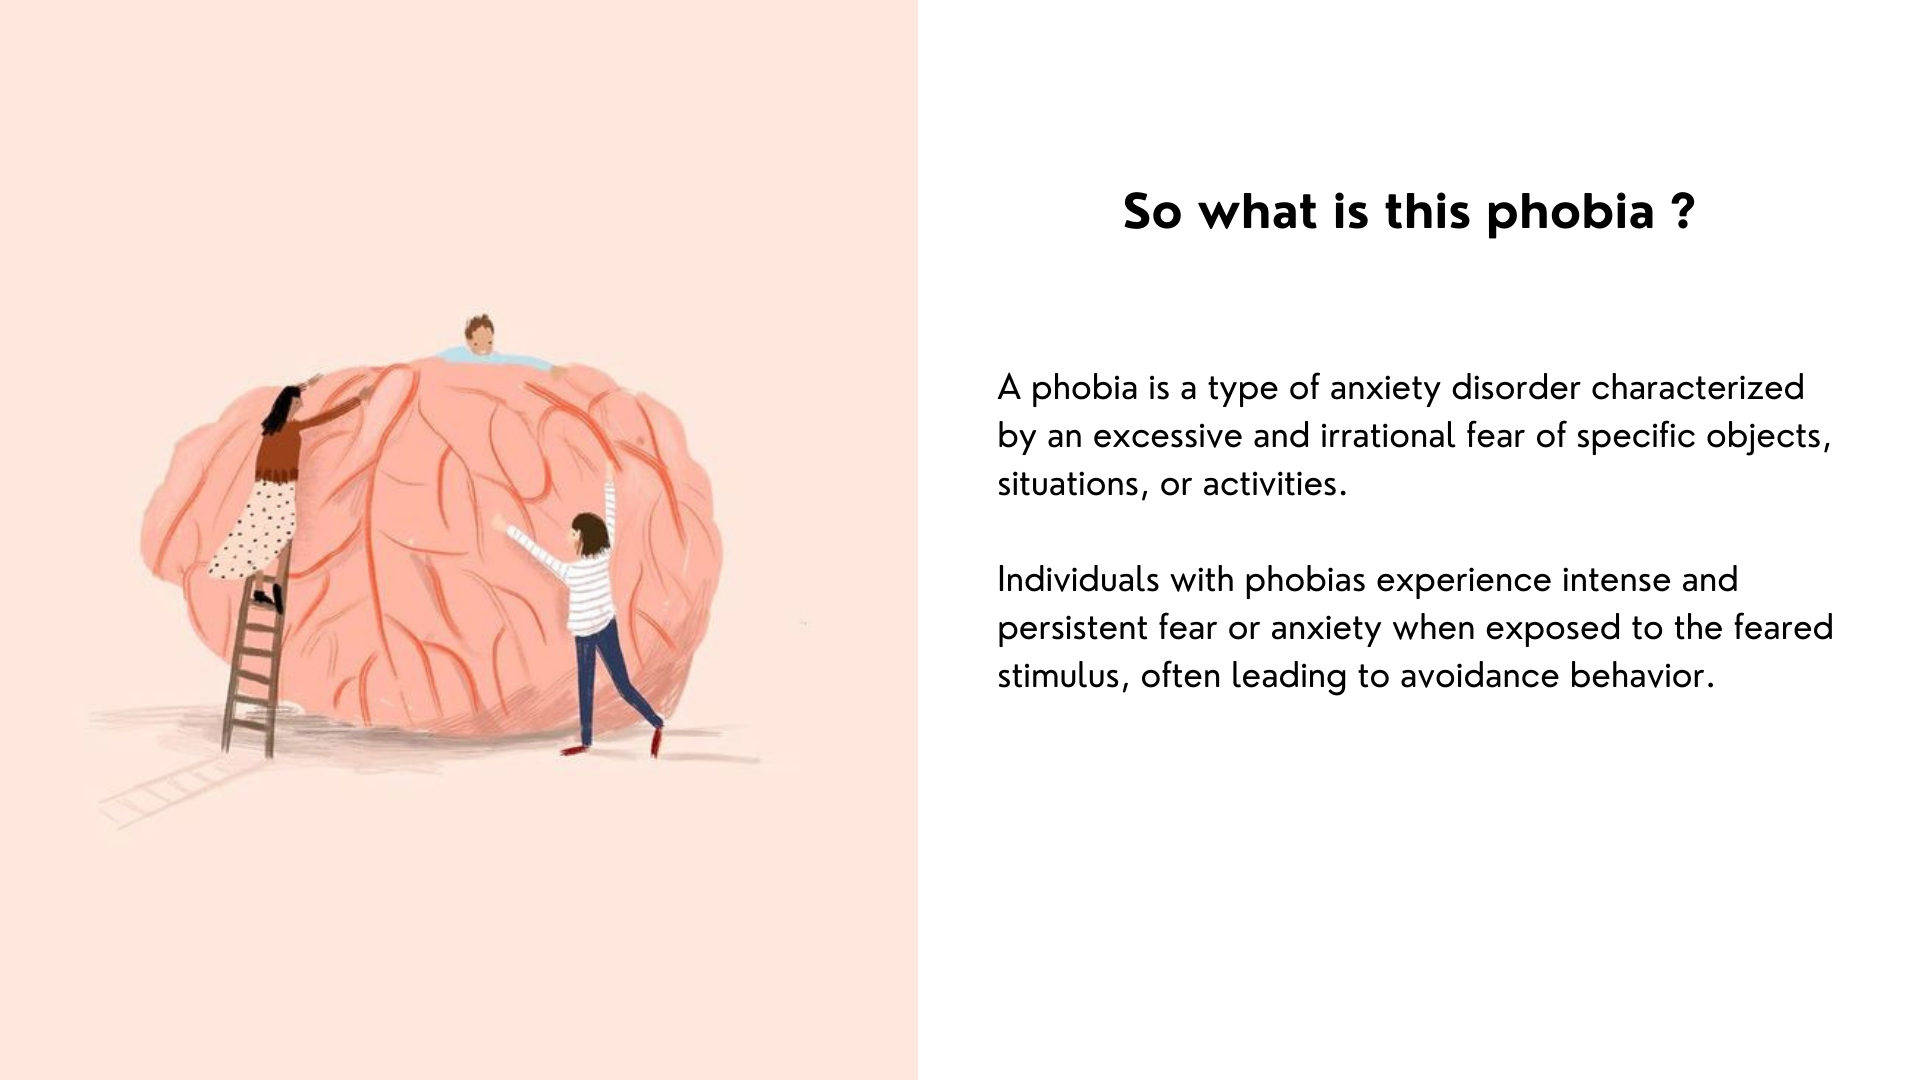 So what is this phobia ?
A phobia is a type of anxiety disorder characterized
by an excessive and irrational fear of specific objects,
situations, or activities.
Individuals with phobias experience intense and
persistent fear or anxiety when exposed to the feared
stimulus, often leading to avoidance behavior.